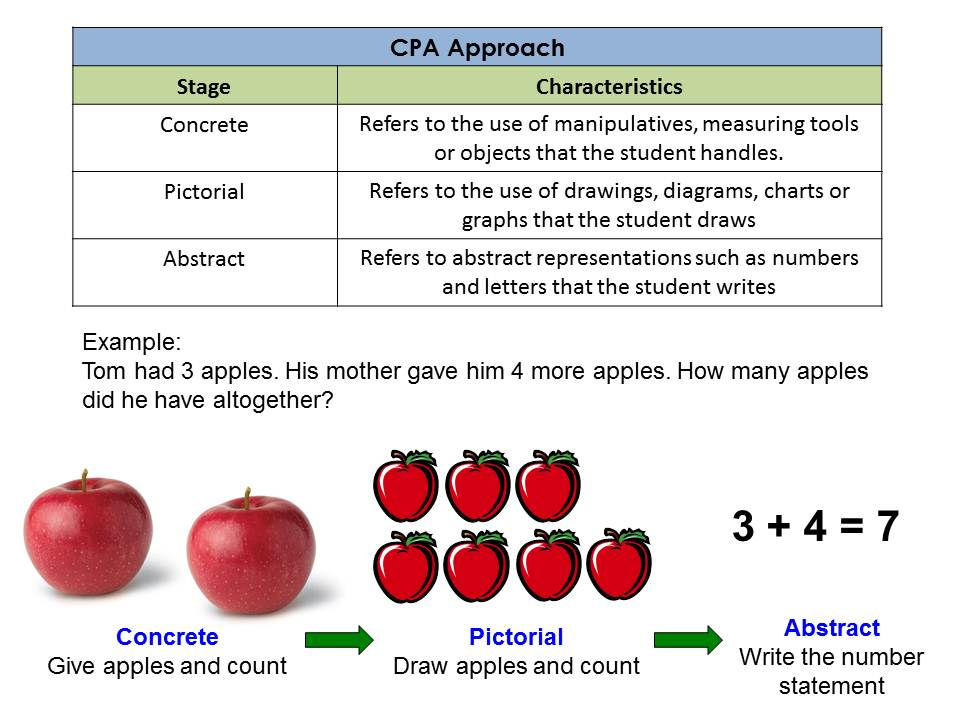 CPA Approach
Stage
Characteristics
Concrete
Refers to the use of manipulatives, measuring tools
or objects that the student handles.
Pictorial
Refers to the use of drawings, diagrams, charts or
graphs that the student draws
Abstract
Refers to abstract representations such as numbers
and letters that the student writes
Example:
Tom had 3 apples. His mother gave him 4 more apples. How many apples
did he have altogether?
3 + 4 = 7
Concrete
Give apples and count
Pictorial
Draw apples and count
Abstract
Write the number
statement